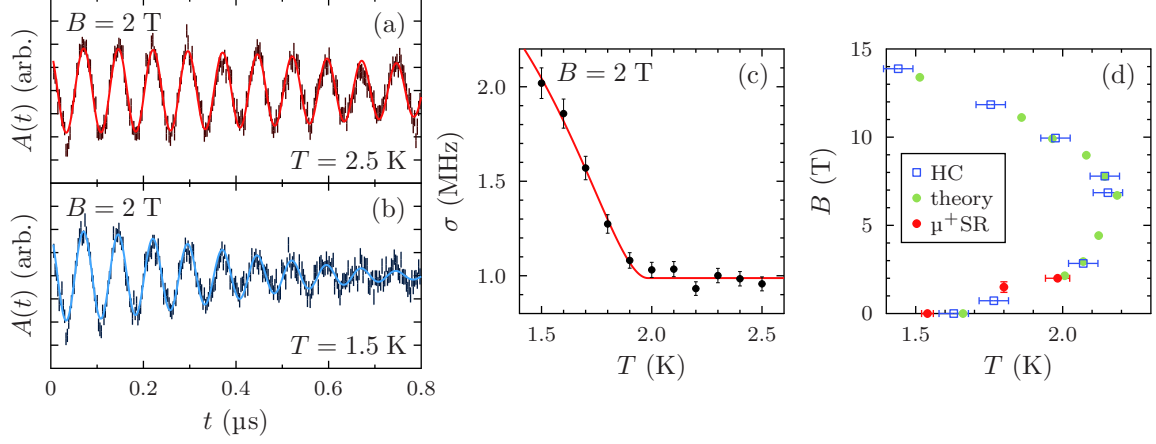 B = 2 T
(a)
A(t) (arb.)
T = 2.5 K
B = 2 T
(b)
A(t) (arb.)
T = 1.5 K
0 0.2 0.4 0.6 0.8
t (µs)
B = 2 T
(c)
2.0
1.5
1.0
σ (MHz)
1.5 2.0 2.5
T (K)
(d)
15
10
5
0
B (T)
HC
theory
µ⁺SR
1.5 2.0
T (K)